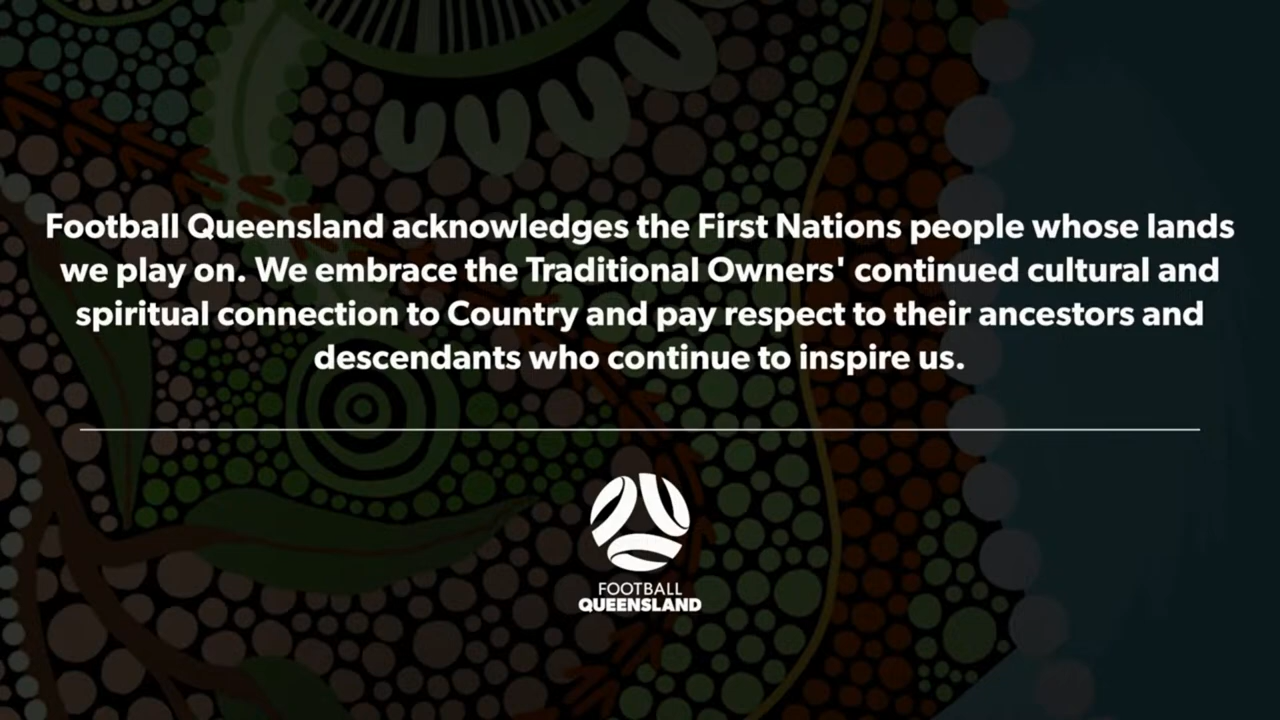 Football Queensland acknowledges the First Nations people whose lands
we play on. We embrace the Traditional Owners' continued cultural and
spiritual connection to Country and pay respect to their ancestors and
descendants who continue to inspire us.
FOOTBALL
QUEENSLAND